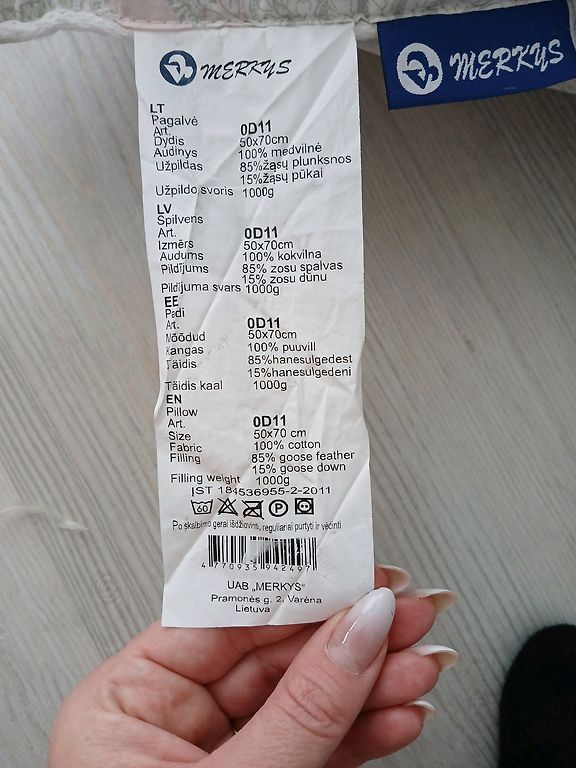 MERKYS
MERKYS
LT
Pagalvė
Art. 0D11
Dydis 50x70cm
Audinys 100% medvilnė
Užpildas 85%žąsų plunksnos
15%žąsų pūkai
Užpildo svoris 1000g
LV
Spilvens
Art. 0D11
Izmērs 50x70cm
Audums 100% kokvilna
Pildījums 85% zosu spalvas
15% zosu dūnu
Pildījuma svars 1000g
EE
Padi
Art. 0D11
Mõõdud 50x70cm
Kangas 100% puuvill
Täidis 85%hanesulgedest
15%hanesulgedeni
Täidis kaal 1000g
EN
Pillow
Art. 0D11
Size 50x70 cm
Fabric 100% cotton
Filling 85% goose feather
15% goose down
Filling weight 1000g
ĮST 184536955-2-2011
60 P
Po skalbimo gerai išdžiovinti, reguliariai purtyti ir vėdinti
4 770935 942497
UAB „MERKYS“
Pramonės g. 2, Varėna
Lietuva